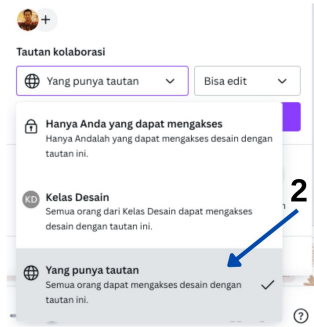 +
Tautan kolaborasi
Yang punya tautan
Bisa edit
Hanya Anda yang dapat mengakses
Hanya Andalah yang dapat mengakses desain dengan
tautan ini.
KD
Kelas Desain
Semua orang dari Kelas Desain dapat mengakses
desain dengan tautan ini.
2
Yang punya tautan
Semua orang dapat mengakses desain dengan
tautan ini.
?